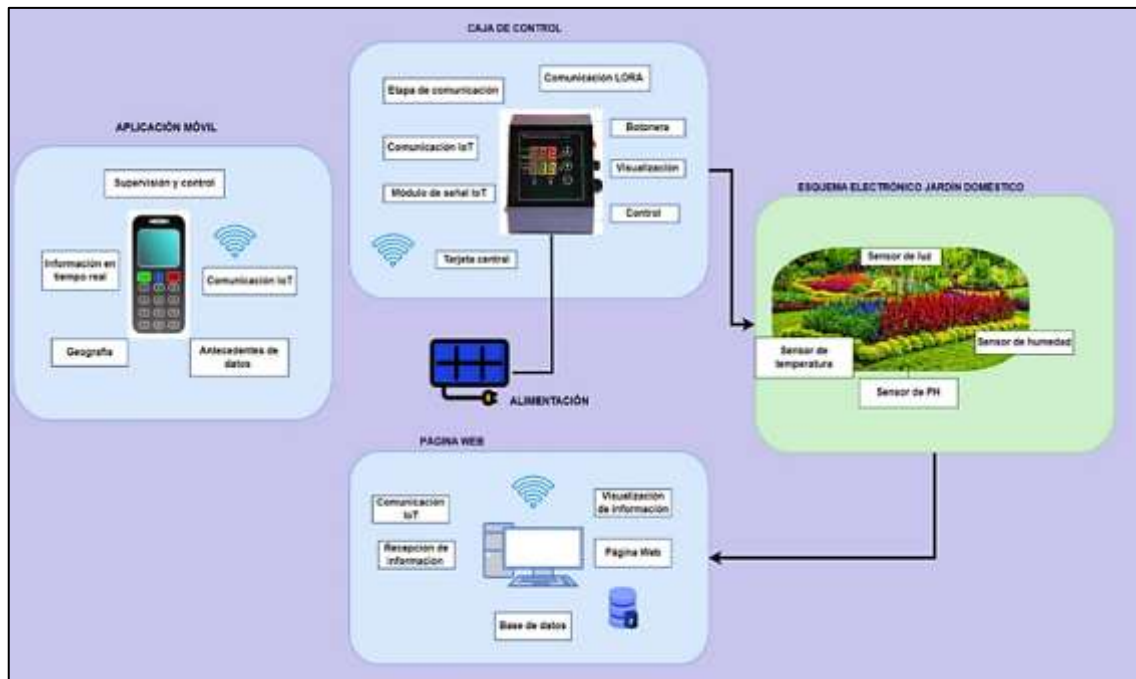 CAJA DE CONTROL
Comunicacion LORA
Etapa de comunicación
Botonera
Comunicación IoT
Visualización
Módulo de señal IoT
Control
Tarjeta central
APLICACIÓN MÓVIL
Supervisión y control
Información en
tiempo real
Comunicación IoT
Geografía
Antecedentes de
datos
ESQUEMA ELECTRÓNICO JARDÍN DOMÉSTICO
Sensor de luz
Sensor de humedad
Sensor de
temperatura
Sensor de PH
ALIMENTACIÓN
PÁGINA WEB
Comunicación
IoT
Visualización
de información
Recepcion de
informacion
Página Web
Base de datos